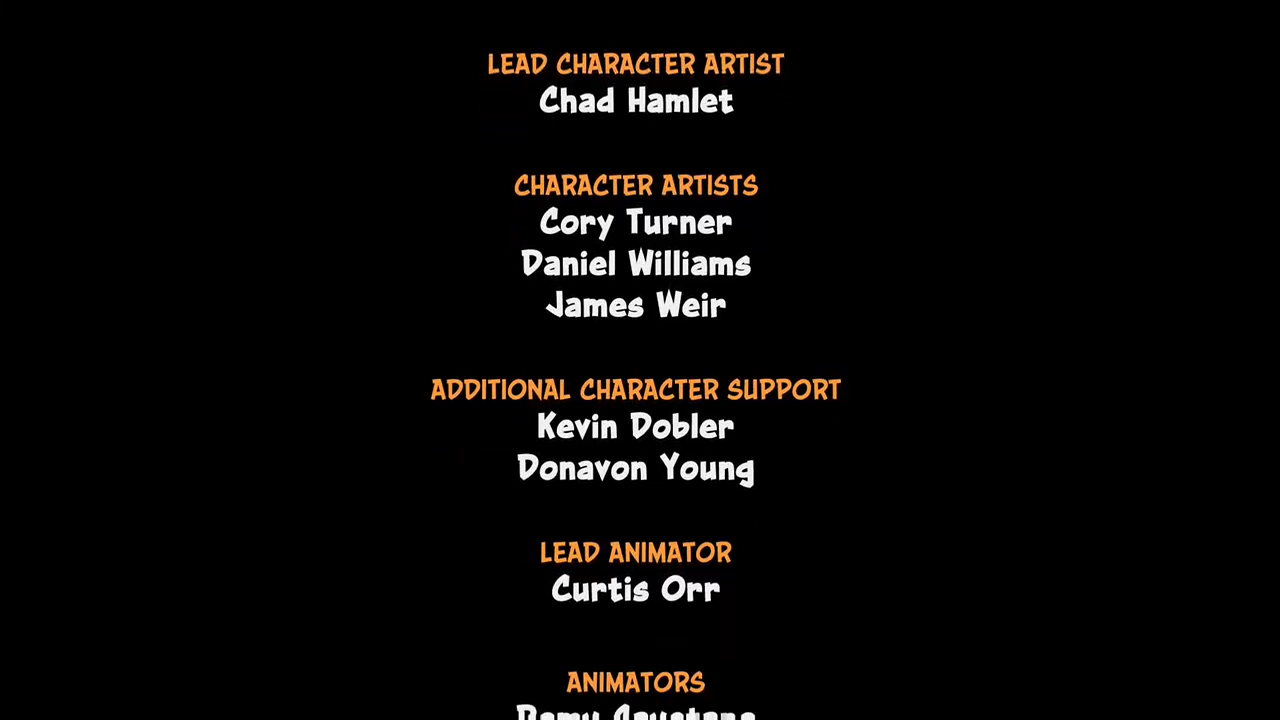 LEAD CHARACTER ARTIST
Chad Hamlet
CHARACTER ARTISTS
Cory Turner
Daniel Williams
James Weir
ADDITIONAL CHARACTER SUPPORT
Kevin Dobler
Donavon Young
LEAD ANIMATOR
Curtis Orr
ANIMATORS